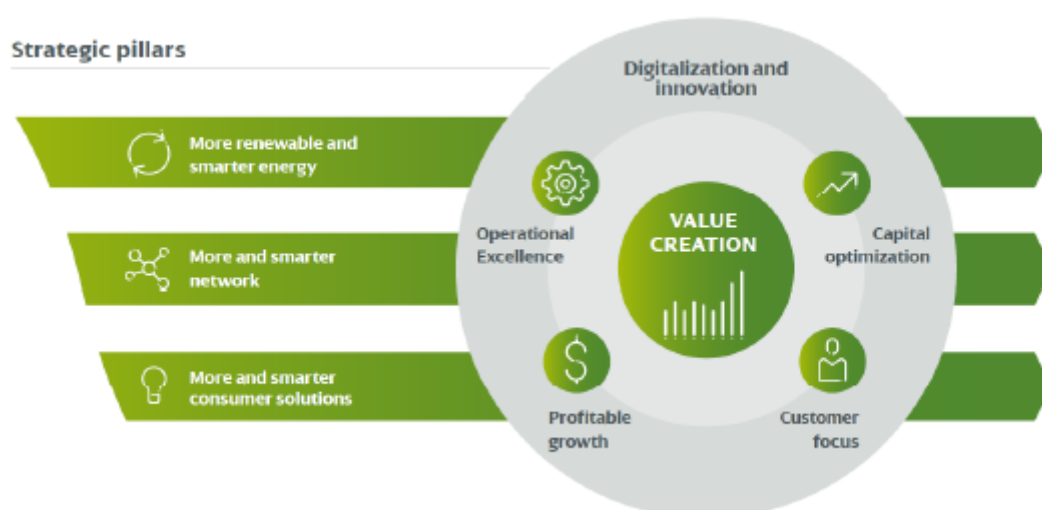 Strategic pillars
Digitalization and
innovation
More renewable and
smarter energy
Operational
Excellence
VALUE
CREATION
Capital
optimization
More and smarter
network
More and smarter
consumer solutions
Profitable
growth
Customer
focus